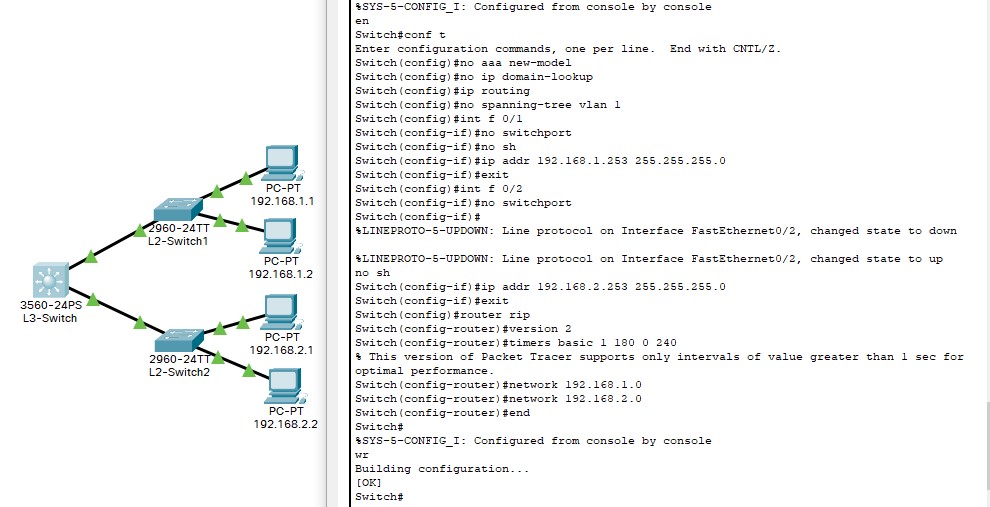 PC-PT
192.168.1.1
2960-24TT
L2-Switch1
PC-PT
192.168.1.2
3560-24PS
L3-Switch
PC-PT
192.168.2.1
2960-24TT
L2-Switch2
PC-PT
192.168.2.2
%SYS-5-CONFIG_I: Configured from console by console
en
Switch#conf t
Enter configuration commands, one per line.  End with CNTL/Z.
Switch(config)#no aaa new-model
Switch(config)#no ip domain-lookup
Switch(config)#ip routing
Switch(config)#no spanning-tree vlan 1
Switch(config)#int f 0/1
Switch(config-if)#no switchport
Switch(config-if)#no sh
Switch(config-if)#ip addr 192.168.1.253 255.255.255.0
Switch(config-if)#exit
Switch(config)#int f 0/2
Switch(config-if)#no switchport
Switch(config-if)#
%LINEPROTO-5-UPDOWN: Line protocol on Interface FastEthernet0/2, changed state to down
%LINEPROTO-5-UPDOWN: Line protocol on Interface FastEthernet0/2, changed state to up
no sh
Switch(config-if)#ip addr 192.168.2.253 255.255.255.0
Switch(config-if)#exit
Switch(config)#router rip
Switch(config-router)#version 2
Switch(config-router)#timers basic 1 180 0 240
% This version of Packet Tracer supports only intervals of value greater than 1 sec for
optimal performance.
Switch(config-router)#network 192.168.1.0
Switch(config-router)#network 192.168.2.0
Switch(config-router)#end
Switch#
%SYS-5-CONFIG_I: Configured from console by console
wr
Building configuration...
[OK]
Switch#